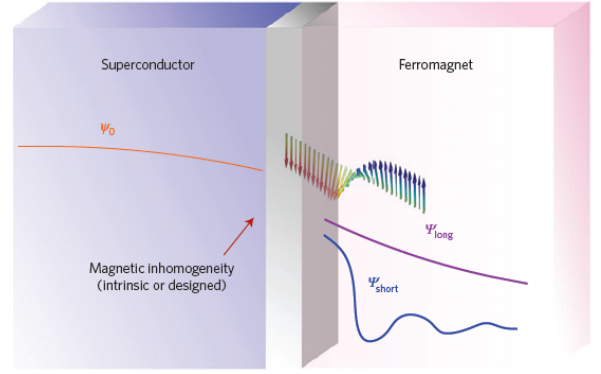 Superconductor
Ferromagnet
Ψ0
Magnetic inhomogeneity
(intrinsic or designed)
Ψlong
Ψshort